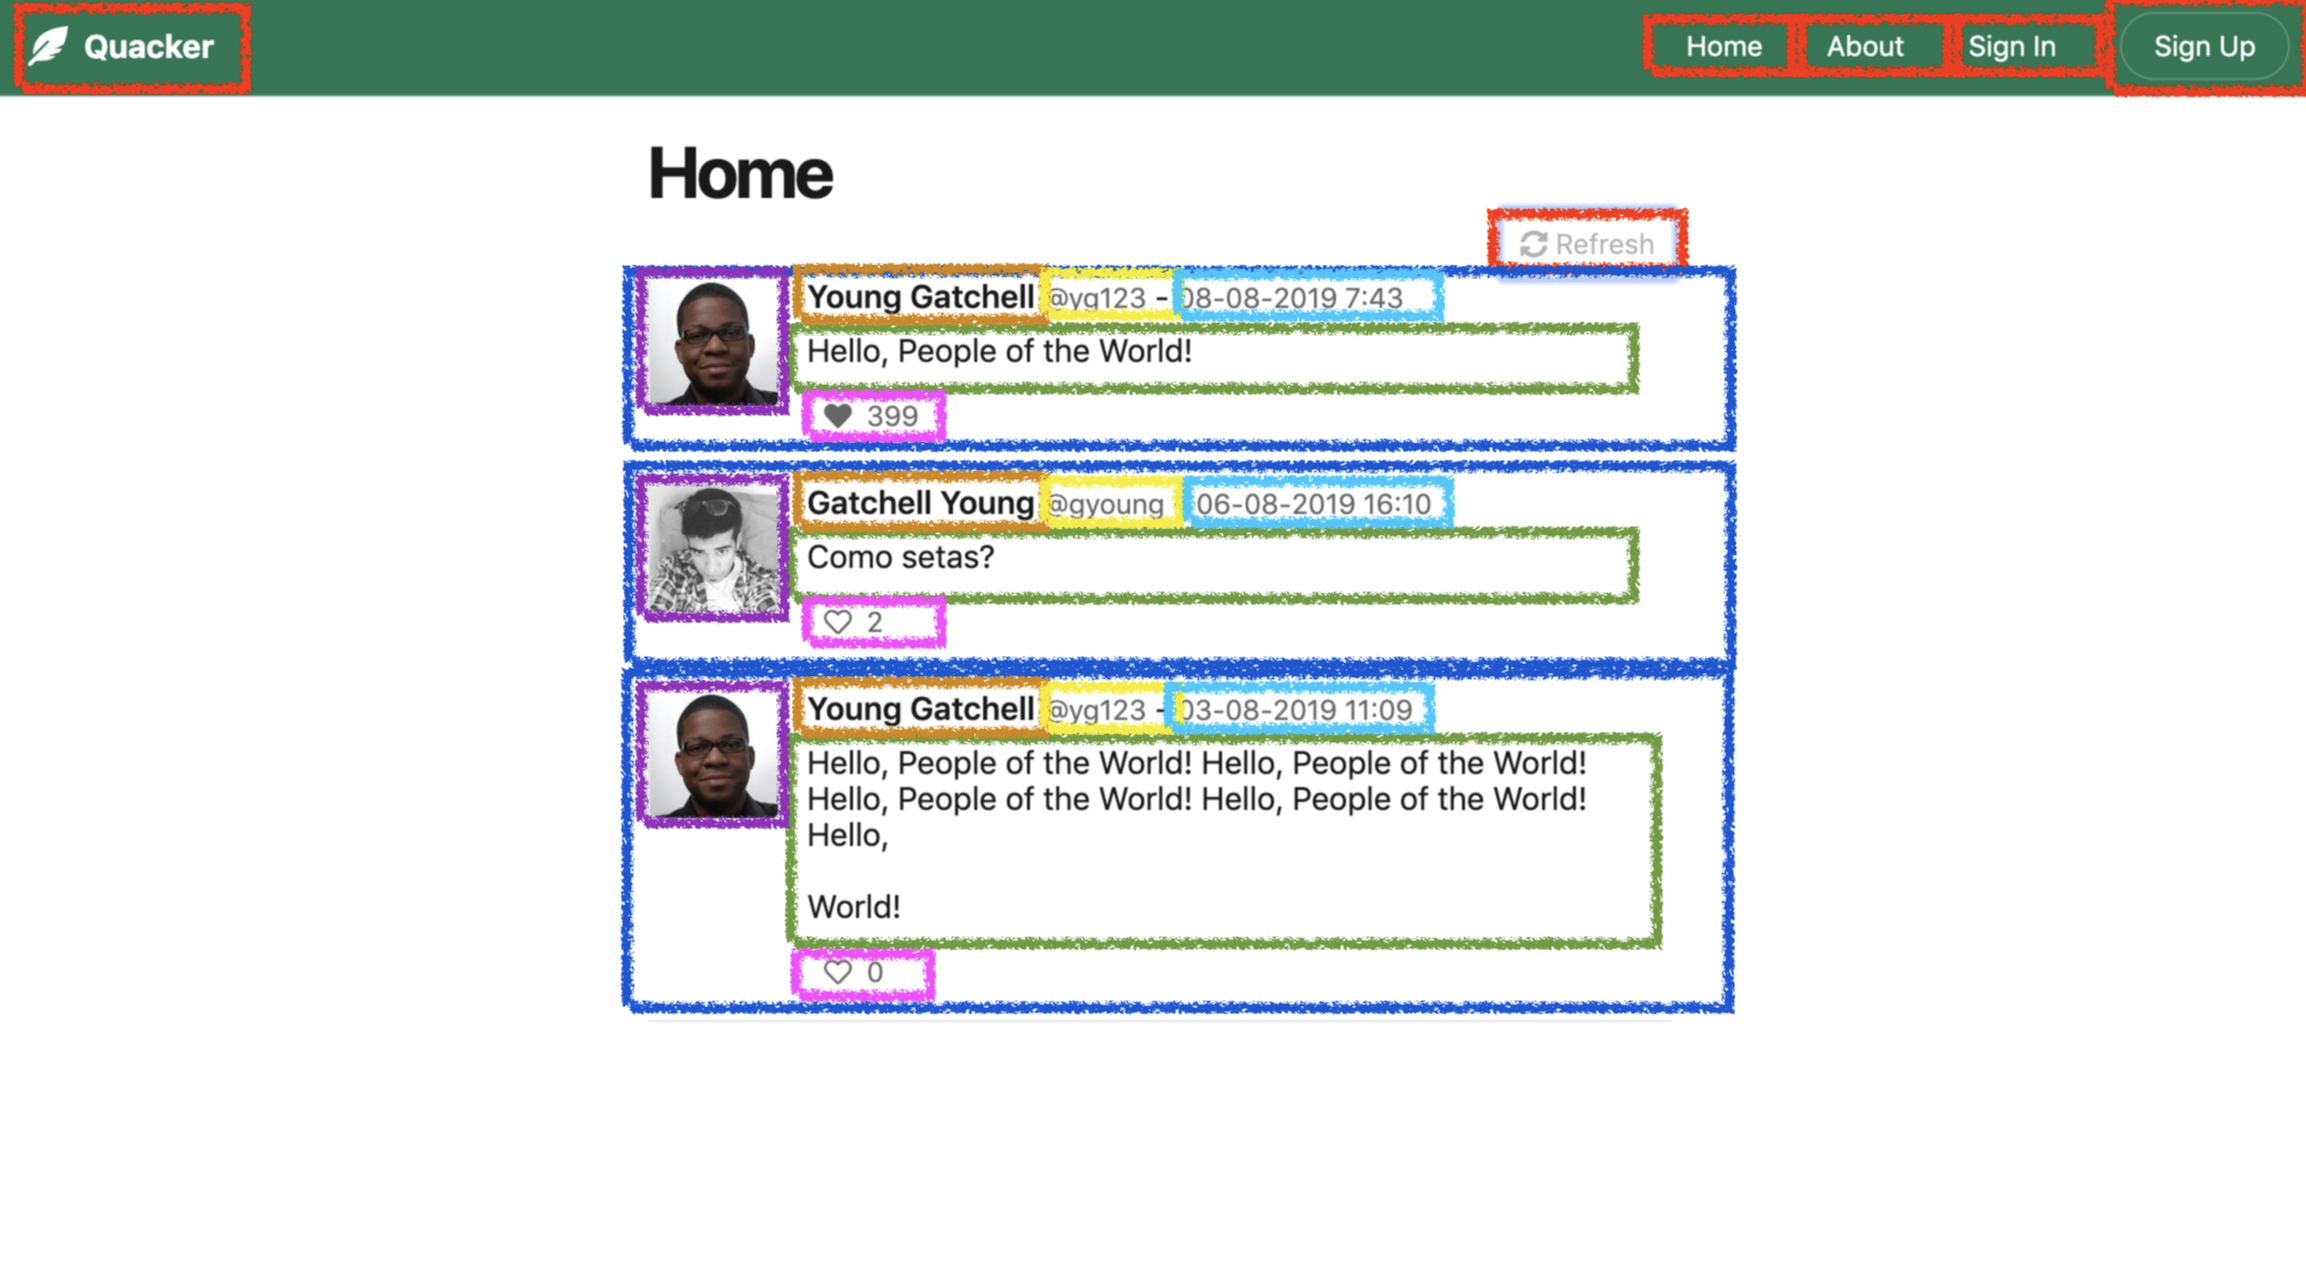 Quacker
Home About Sign In Sign Up
Home
Refresh
Young Gatchell @yg123 - 08-08-2019 7:43
Hello, People of the World!
399
Gatchell Young @gyoung 06-08-2019 16:10
Como setas?
2
Young Gatchell @yg123 - 03-08-2019 11:09
Hello, People of the World! Hello, People of the World!
Hello, People of the World! Hello, People of the World!
Hello,
World!
0